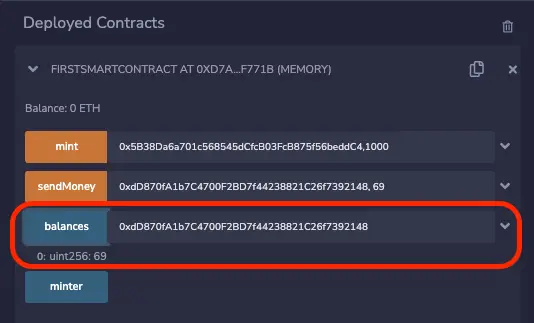 Deployed Contracts
FIRSTSMARTCONTRACT AT 0XD7A...F771B (MEMORY)
Balance: 0 ETH
mint 0x5B38Da6a701c568545dCfcB03FcB875f56beddC4,1000
sendMoney 0xdD870fA1b7C4700F2BD7f44238821C26f7392148, 69
balances 0xdD870fA1b7C4700F2BD7f44238821C26f7392148
0: uint256: 69
minter